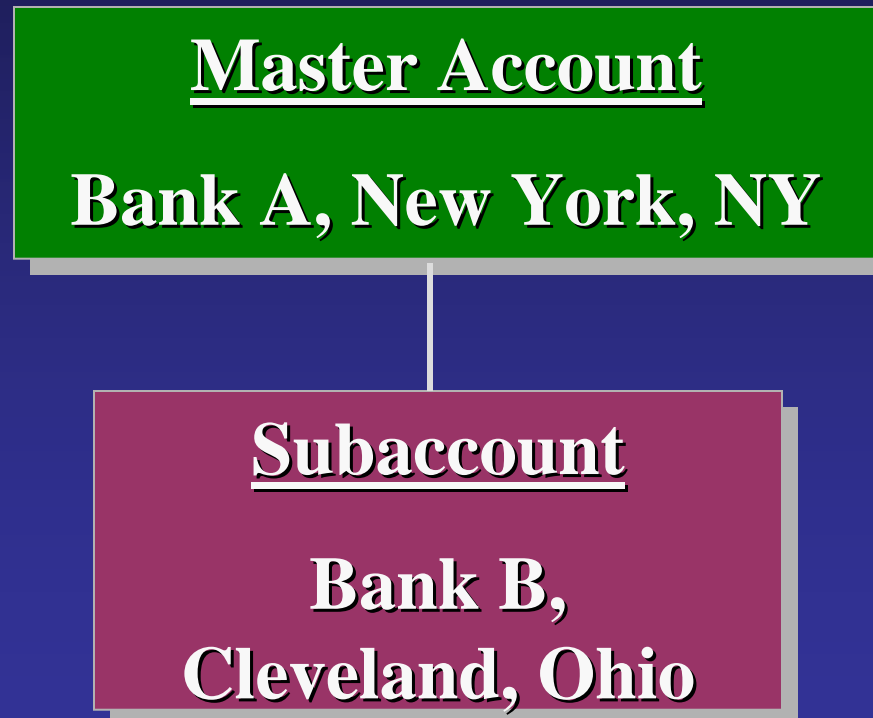 Master Account
Bank A, New York, NY
Subaccount
Bank B,
Cleveland, Ohio